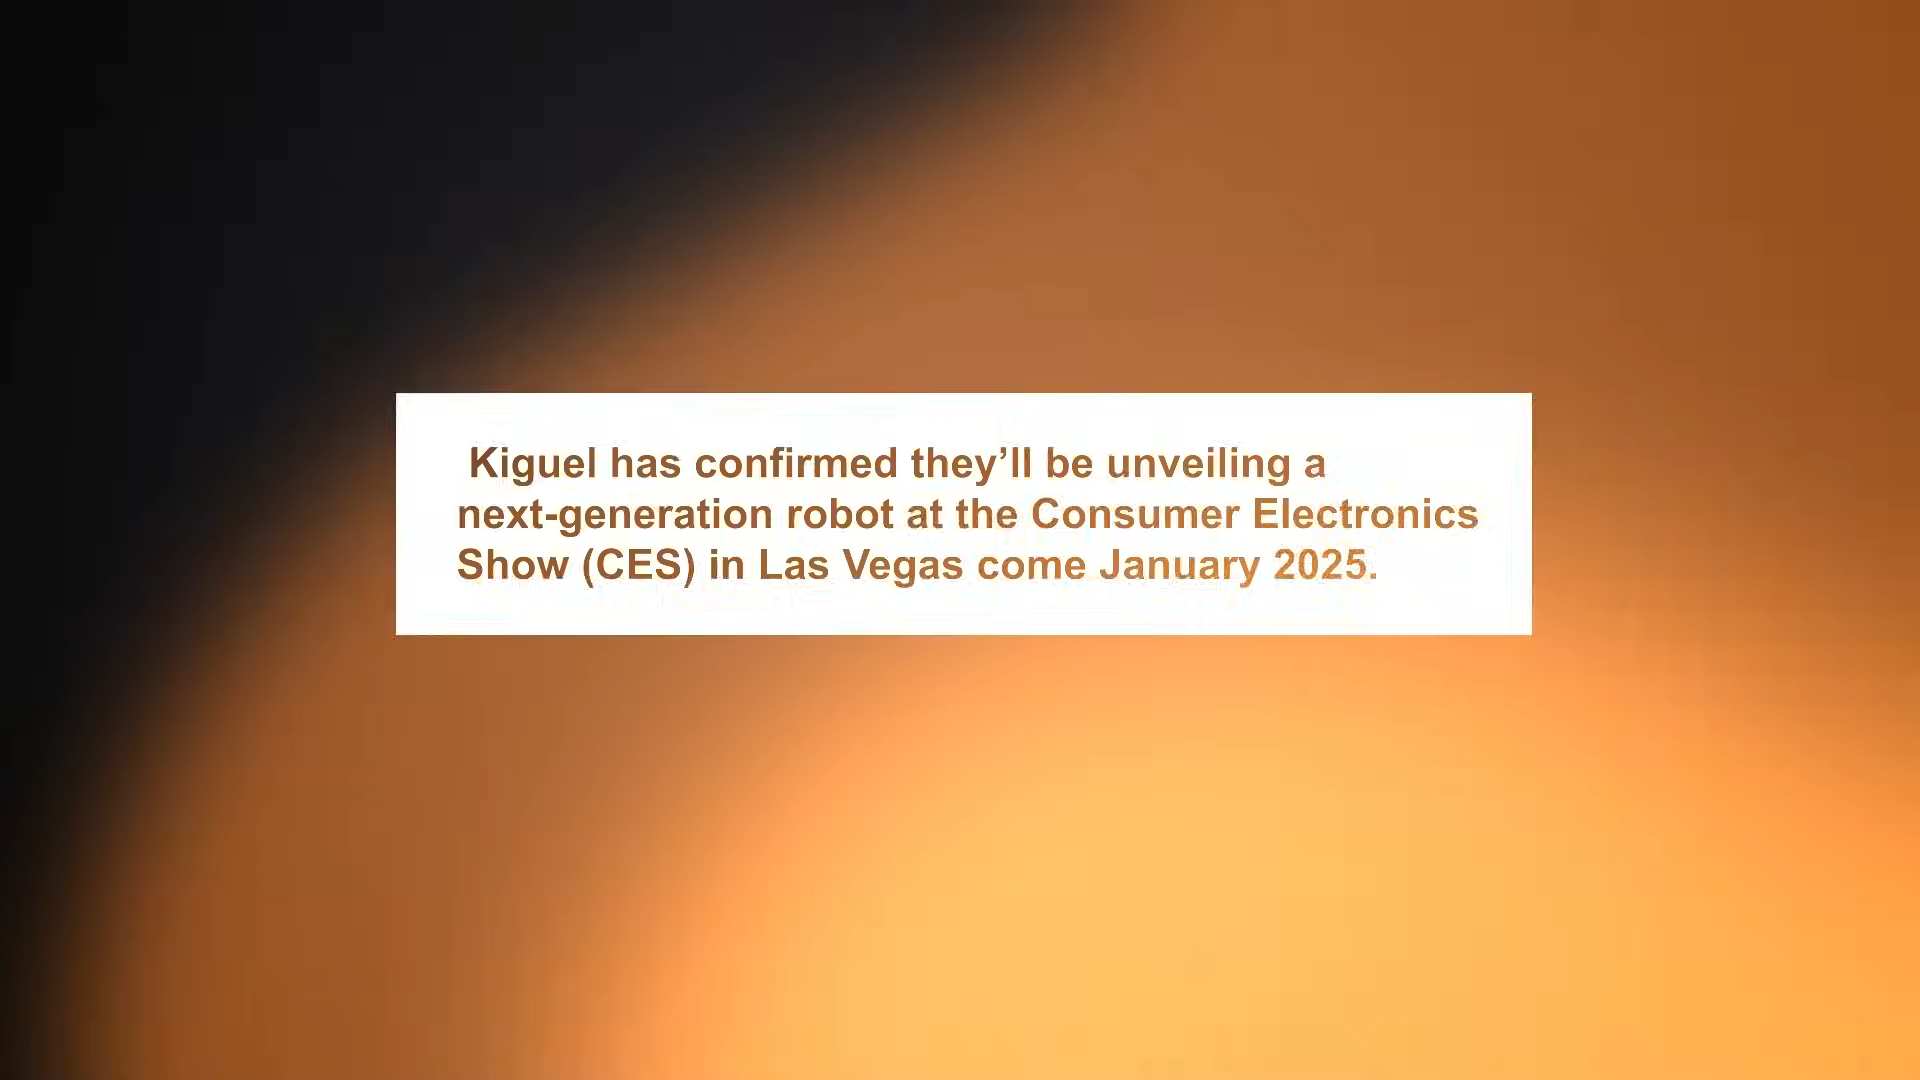 Kiguel has confirmed they’ll be unveiling a
next-generation robot at the Consumer Electronics
Show (CES) in Las Vegas come January 2025.